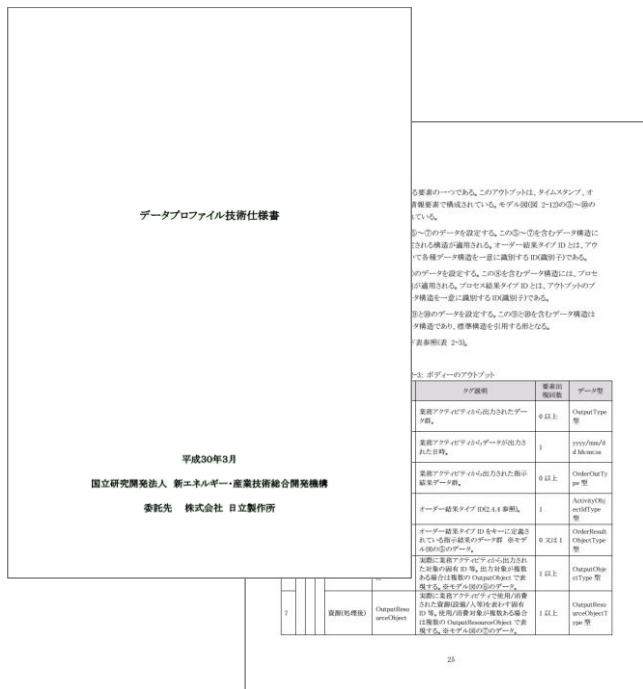 データプロファイル技術仕様書
平成30年3月
国立研究開発法人 新エネルギー・産業技術総合開発機構
委託先 株式会社 日立製作所
る要素の一つである。このアウトプットは、タイムスタンプ、オ
情報要素で構成されている。モデル図(図 2-12)の⑤～⑩の
ている。
⑤～⑦のデータを設定する。この⑤～⑦を含むデータ構造に
される構造が適用される。オーダー結果タイプ ID とは、アウ
いて各種データ構造を一意に識別する ID(識別子)である。
のデータを設定する。この⑧を含むデータ構造には、プロセ
が適用される。プロセス結果タイプ ID とは、アウトプットのプ
タ構造を一意に識別する ID(識別子)である。
⑨と⑩のデータを設定する。この⑨と⑩を含むデータ構造は
タ構造であり、標準構造を引用する形となる。
表参照(表 2-3)。
-3: ボディーのアウトプット
タグ説明
要素出
現回数
データ型
業務アクティビティから出力されたデー
タ群。
0 以上
OutputType
型
業務アクティビティからデータが出力さ
れた日時。
1
yyyy/mm/d
d hh:mm:ss
業務アクティビティから出力された指示
結果データ群。
0 以上
OrderOutTy
pe 型
オーダー結果タイプ ID(2.4.4 参照)。
1
ActivityObj
ectIdType
型
オーダー結果タイプ ID をキーに定義さ
れている指示結果のデータ群 ※モデ
ル図の⑤のデータ。
0 又は 1
OrderResult
ObjectType
型
実際に業務アクティビティから出力され
た対象の固有 ID 等。出力対象が複数
ある場合は複数の OutputObject で表
現する。※モデル図の⑥のデータ。
1 以上
OutputObje
ctType 型
7
資源(処理後)
OutputReso
urceObject
実際に業務アクティビティで使用/消費
された資源(設備/人等)を表わす固有
ID 等。使用/消費対象が複数ある場合
は複数の OutputResourceObject で表
現する。※モデル図の⑦のデータ。
1 以上
OutputReso
urceObjectT
ype 型
25